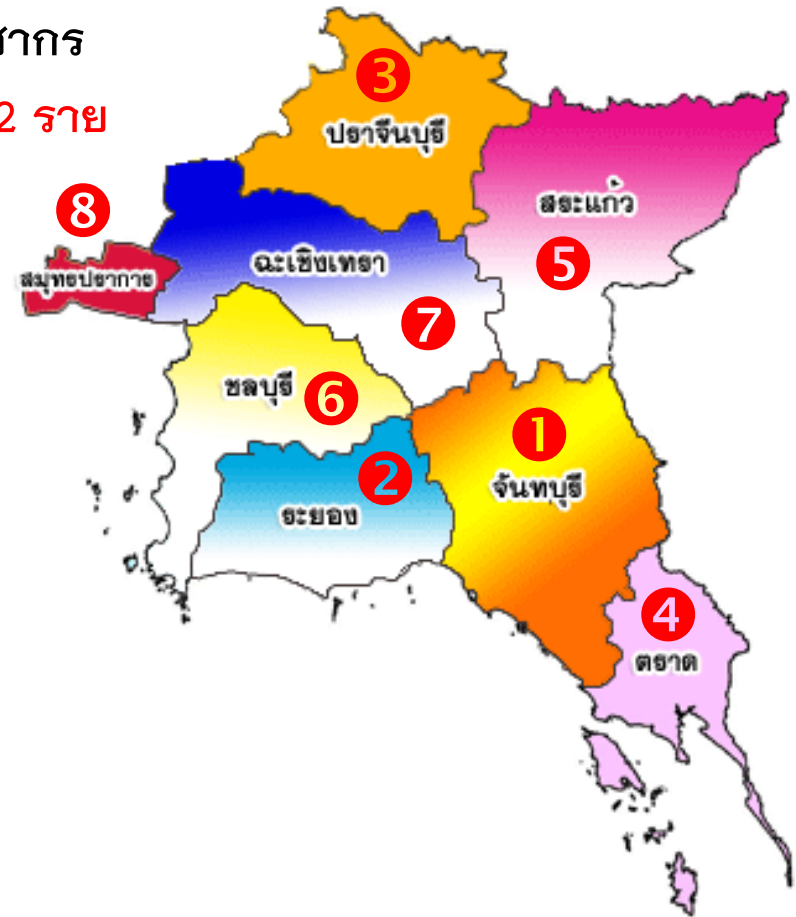 ชากร
2 ราย
3
ปราจีนบุรี
สระแก้ว
8
5
ฉะเชิงเทรา
สมุทรปราการ
7
ชลบุรี
6
1
จันทบุรี
2
ระยอง
4
ตราด